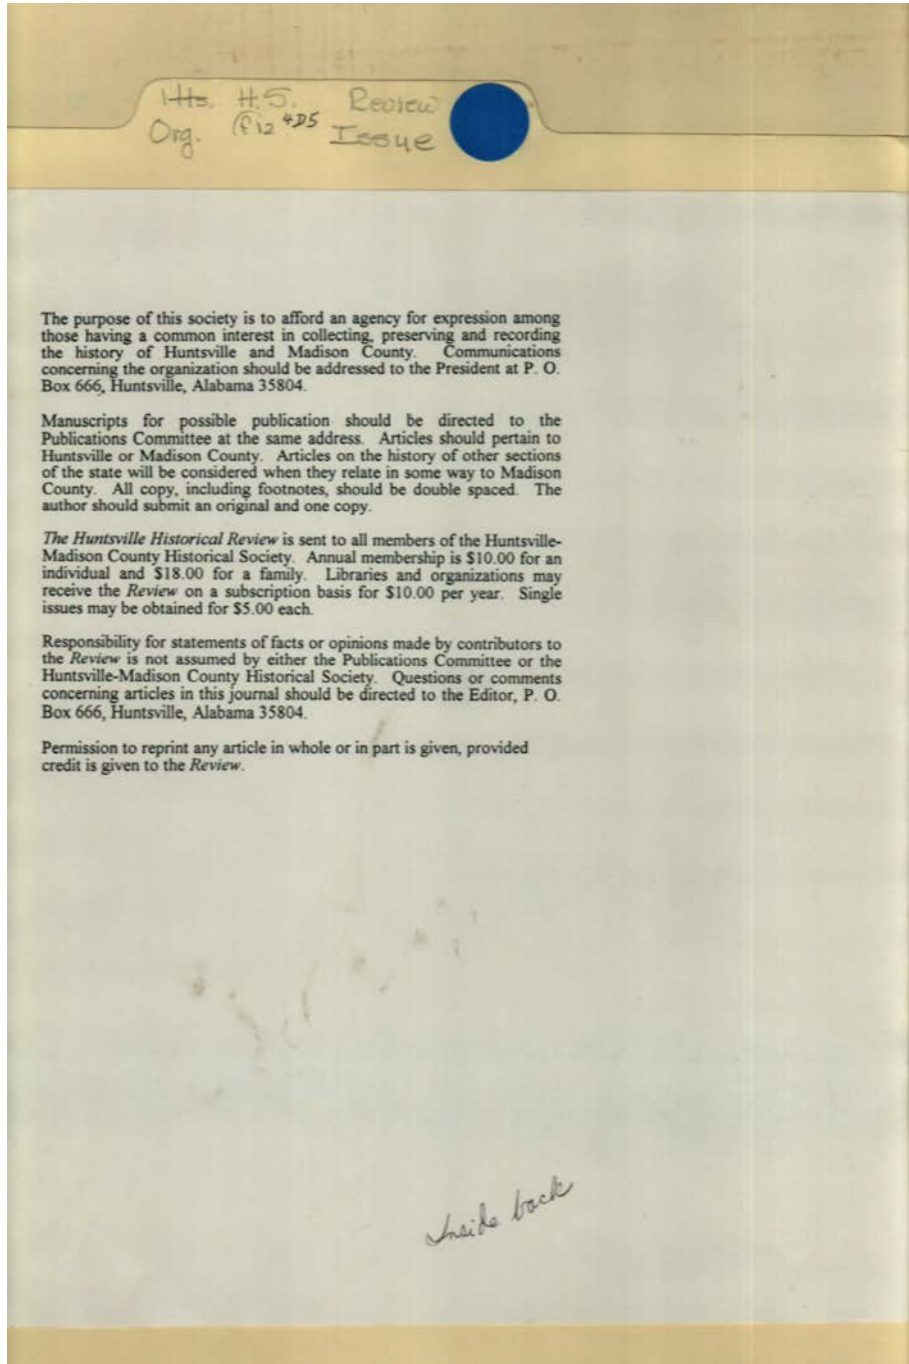 Hts. H.S. Review
Org. f12 4D5 Issue
The purpose of this society is to afford an agency for expression among
those having a common interest in collecting, preserving and recording
the history of Huntsville and Madison County. Communications
concerning the organization should be addressed to the President at P. O.
Box 666, Huntsville, Alabama 35804.
Manuscripts for possible publication should be directed to the
Publications Committee at the same address. Articles should pertain to
Huntsville or Madison County. Articles on the history of other sections
of the state will be considered when they relate in some way to Madison
County. All copy, including footnotes, should be double spaced. The
author should submit an original and one copy.
The Huntsville Historical Review is sent to all members of the Huntsville-
Madison County Historical Society. Annual membership is $10.00 for an
individual and $18.00 for a family. Libraries and organizations may
receive the Review on a subscription basis for $10.00 per year. Single
issues may be obtained for $5.00 each.
Responsibility for statements of facts or opinions made by contributors to
the Review is not assumed by either the Publications Committee or the
Huntsville-Madison County Historical Society. Questions or comments
concerning articles in this journal should be directed to the Editor, P. O.
Box 666, Huntsville, Alabama 35804.
Permission to reprint any article in whole or in part is given, provided
credit is given to the Review.
Inside back